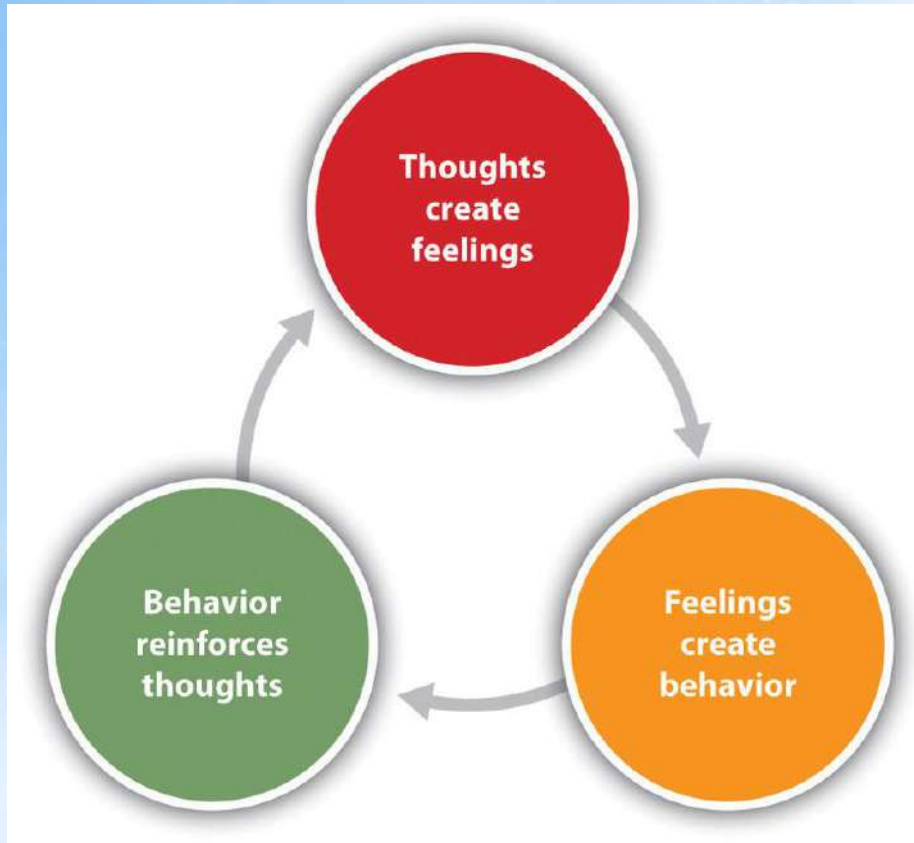 Thoughts
create
feelings
Feelings
create
behavior
Behavior
reinforces
thoughts